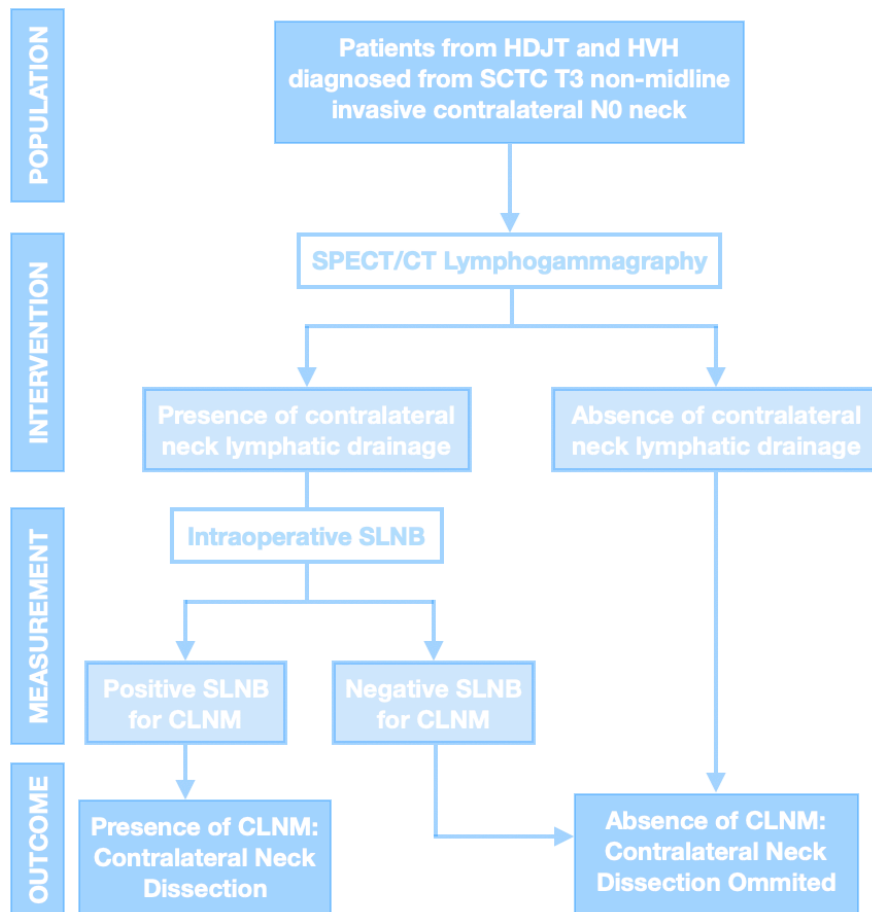 POPULATION
Patients from HDJT and HVH
diagnosed from SCTC T3 non-midline
invasive contralateral N0 neck
INTERVENTION
SPECT/CT Lymphogammagraphy
Presence of contralateral
neck lymphatic drainage
Absence of contralateral
neck lymphatic drainage
MEASUREMENT
Intraoperative SLNB
Positive SLNB
for CLNM
Negative SLNB
for CLNM
OUTCOME
Presence of CLNM:
Contralateral Neck
Dissection
Absence of CLNM:
Contralateral Neck
Dissection Ommited